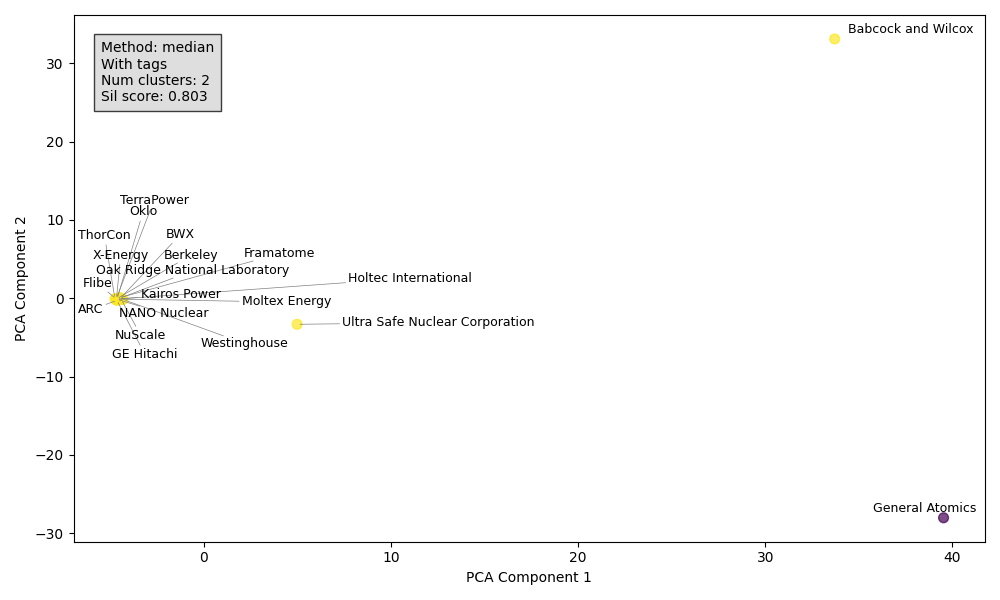 Babcock and Wilcox
Method: median
With tags
Num clusters: 2
Sil score: 0.803
30
20
10
0
−10
−20
−30
PCA Component 2
TerraPower
Oklo
ThorCon
BWX
X-Energy
Berkeley
Framatome
Oak Ridge National Laboratory
Holtec International
Flibe
Kairos Power
Moltex Energy
ARC
NANO Nuclear
Ultra Safe Nuclear Corporation
NuScale
Westinghouse
GE Hitachi
General Atomics
0
10
20
30
40
PCA Component 1